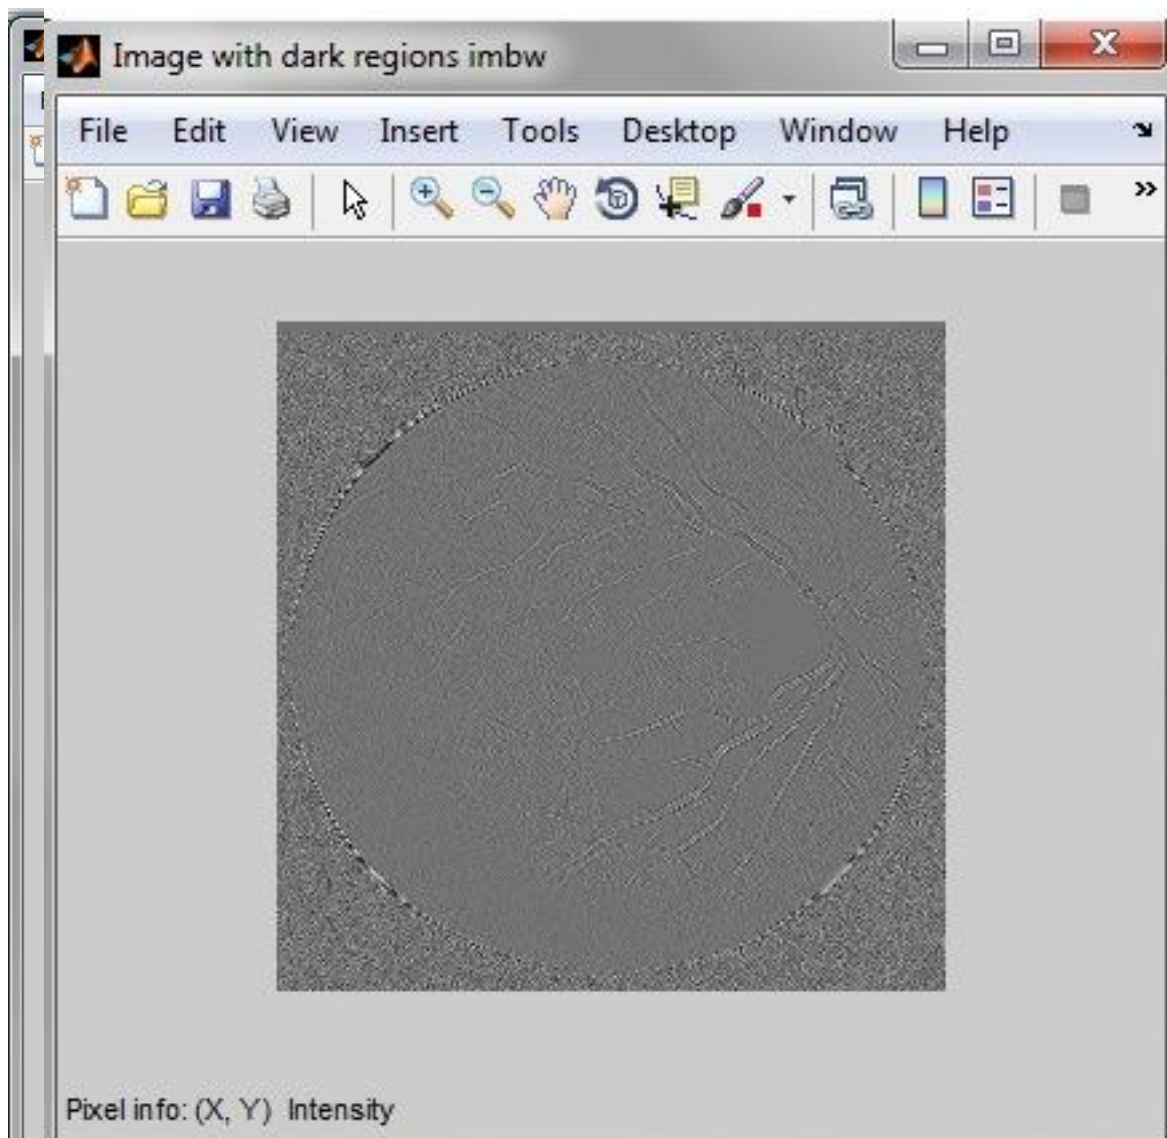 Image with dark regions imbw
File Edit View Insert Tools Desktop Window Help
Pixel info: (X, Y) Intensity